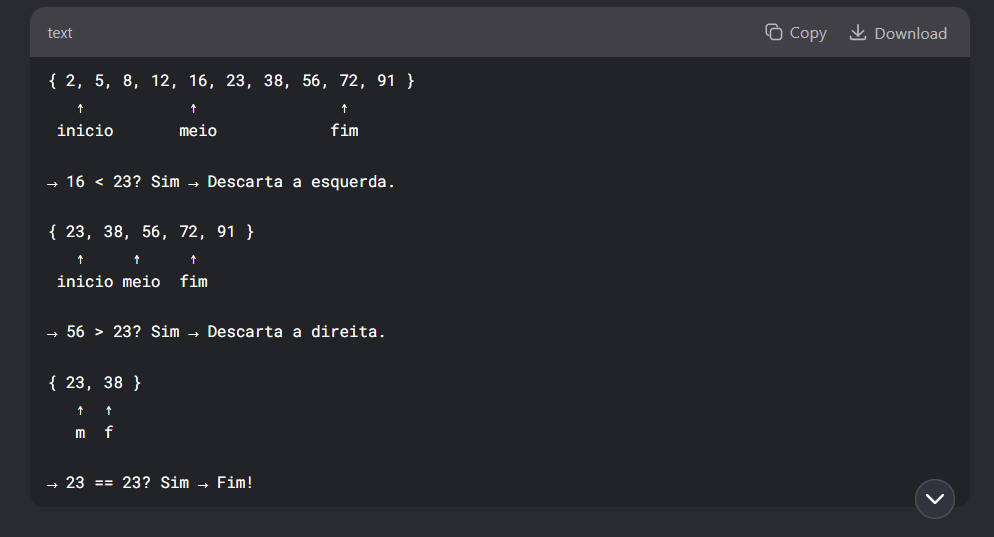 text
Copy
Download
{ 2, 5, 8, 12, 16, 23, 38, 56, 72, 91 }
↑ ↑ ↑
inicio meio fim
→ 16 < 23? Sim → Descarta a esquerda.
{ 23, 38, 56, 72, 91 }
↑ ↑ ↑
inicio meio fim
→ 56 > 23? Sim → Descarta a direita.
{ 23, 38 }
↑ ↑
m f
→ 23 == 23? Sim → Fim!